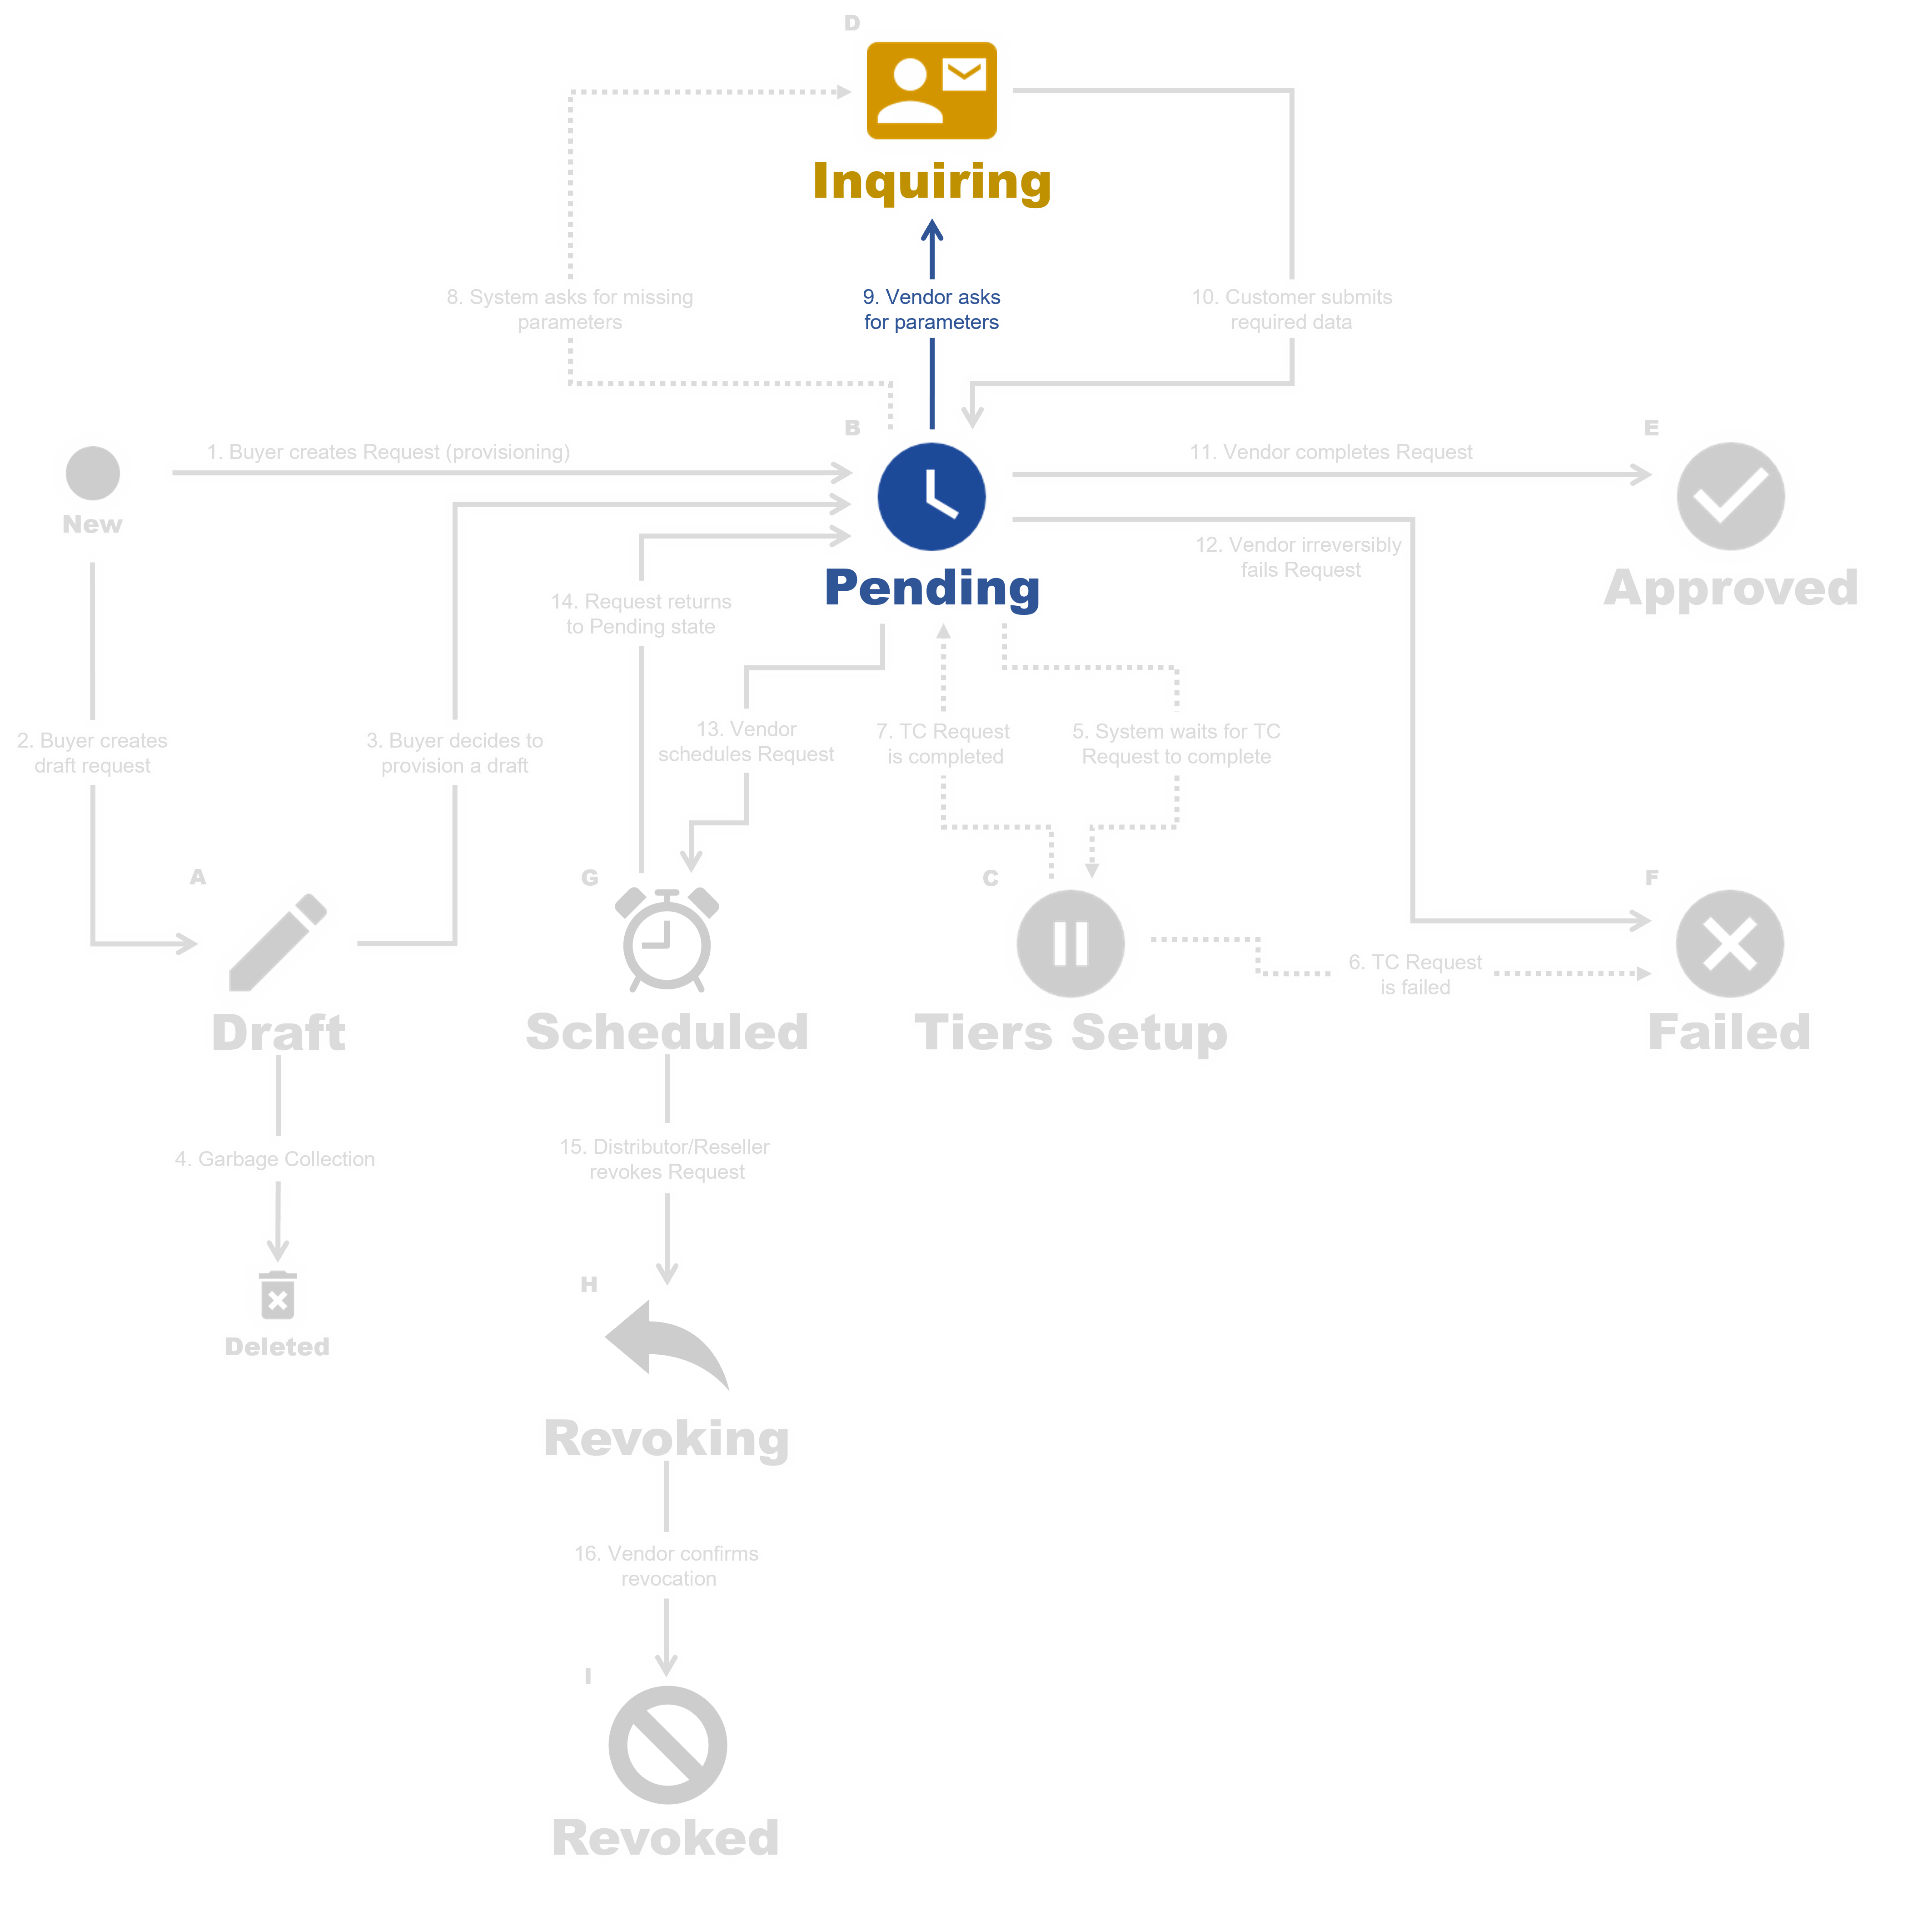 D
Inquiring
8. System asks for missing
parameters
9. Vendor asks
for parameters
10. Customer submits
required data
B
E
1. Buyer creates Request (provisioning)
11. Vendor completes Request
New
12. Vendor irreversibly
fails Request
Pending
Approved
14. Request returns
to Pending state
2. Buyer creates
draft request
3. Buyer decides to
provision a draft
13. Vendor
schedules Request
7. TC Request
is completed
5. System waits for TC
Request to complete
A
G
C
F
6. TC Request
is failed
Draft
Scheduled
Tiers Setup
Failed
4. Garbage Collection
15. Distributor/Reseller
revokes Request
H
Deleted
Revoking
16. Vendor confirms
revocation
I
Revoked